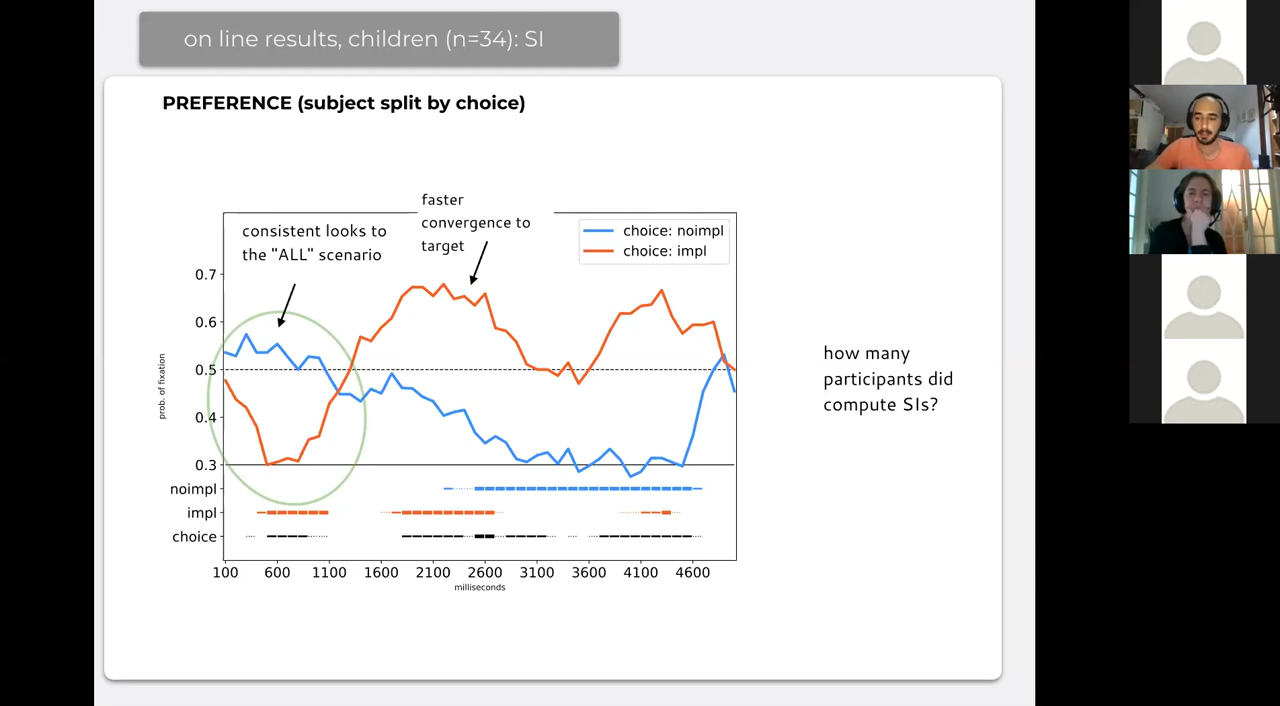 on line results, children (n=34): SI
PREFERENCE (subject split by choice)
faster
convergence to
target
consistent looks to
the "ALL" scenario
choice: noimpl
choice: impl
0.7
0.6
0.5
0.4
0.3
prob. of fixation
noimpl
impl
choice
100 600 1100 1600 2100 2600 3100 3600 4100 4600
milliseconds
how many
participants did
compute SIs?